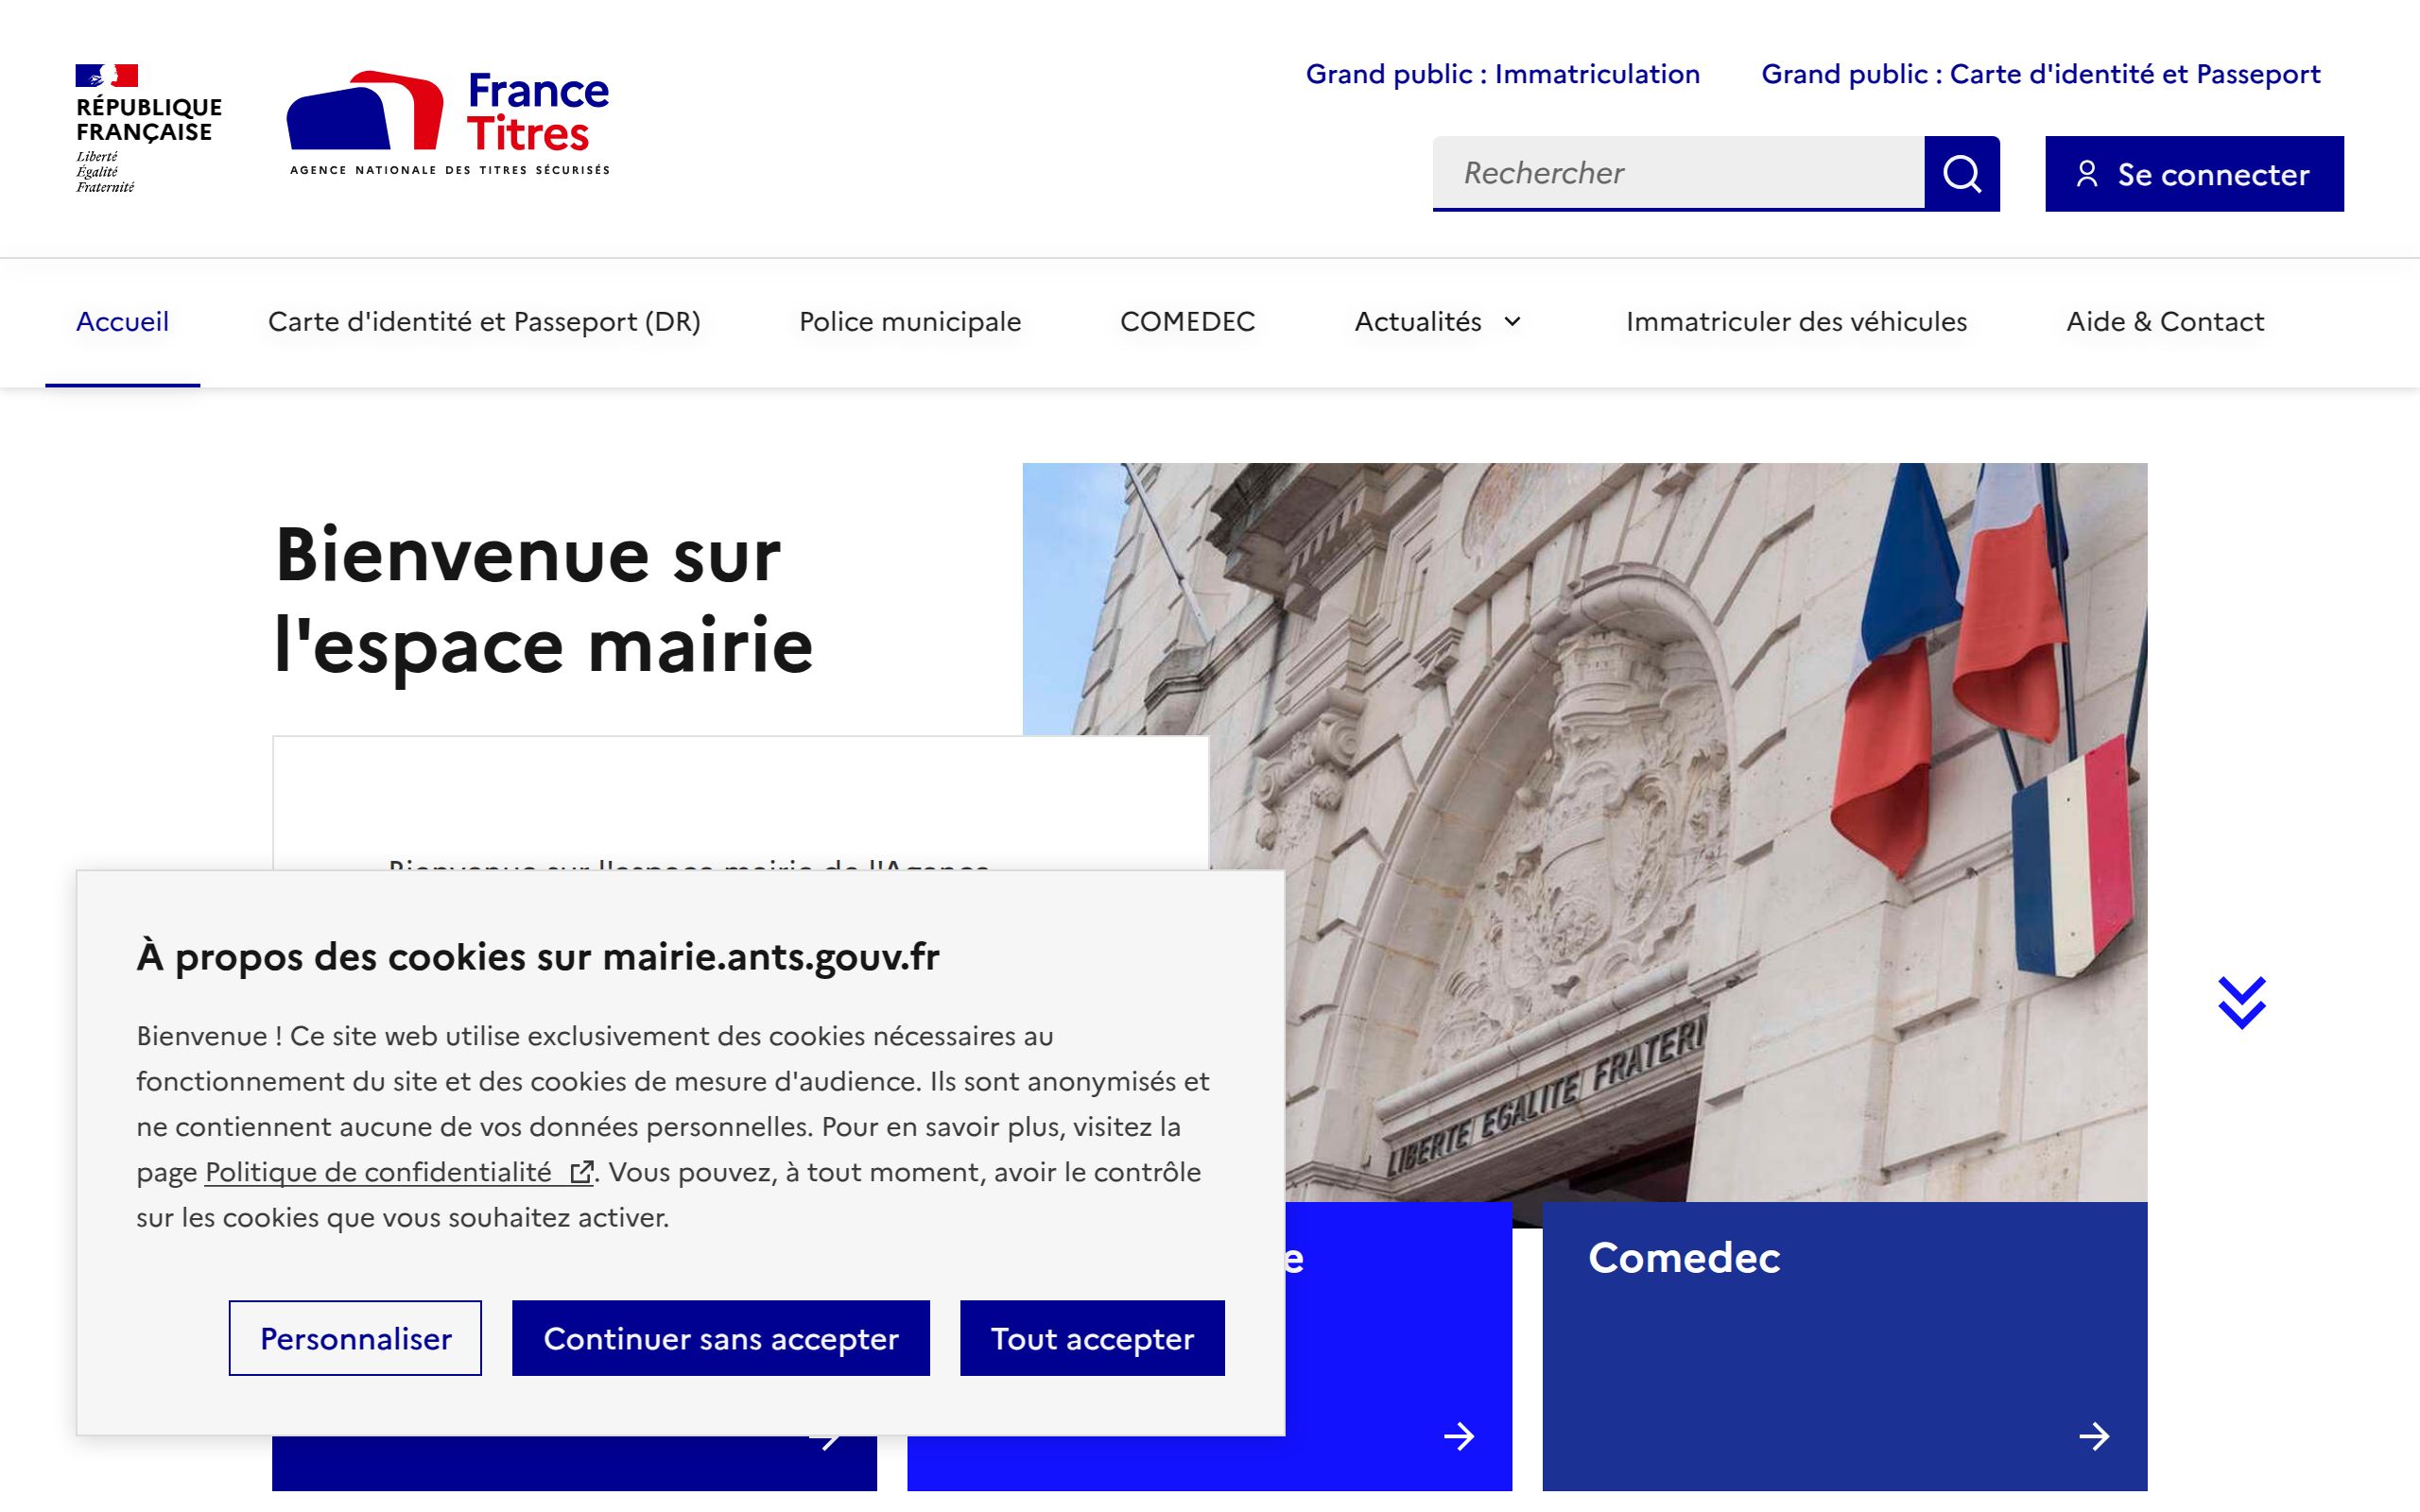 RÉPUBLIQUE
FRANÇAISE
Liberté
Égalité
Fraternité
France
Titres
AGENCE NATIONALE DES TITRES SÉCURISÉS
Grand public : Immatriculation
Grand public : Carte d'identité et Passeport
Rechercher
Se connecter
Accueil
Carte d'identité et Passeport (DR)
Police municipale
COMEDEC
Actualités
Immatriculer des véhicules
Aide & Contact
Bienvenue sur
l'espace mairie
Bienvenue sur l'espace mairie de l'Agence
LIBERTE EGALITE FRATERN
À propos des cookies sur mairie.ants.gouv.fr
Bienvenue ! Ce site web utilise exclusivement des cookies nécessaires au
fonctionnement du site et des cookies de mesure d'audience. Ils sont anonymisés et
ne contiennent aucune de vos données personnelles. Pour en savoir plus, visitez la
page Politique de confidentialité . Vous pouvez, à tout moment, avoir le contrôle
sur les cookies que vous souhaitez activer.
Personnaliser
Continuer sans accepter
Tout accepter
e
Comedec